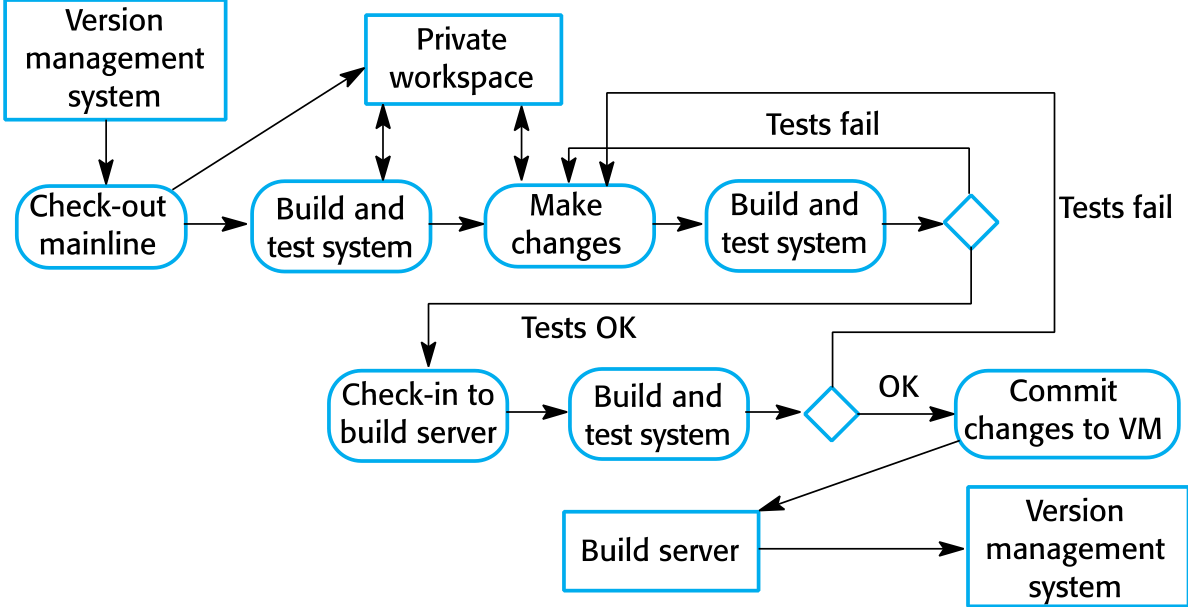 Version
management
system
Private
workspace
Tests fail
Check-out
mainline
Build and
test system
Make
changes
Build and
test system
Tests fail
Tests OK
Check-in to
build server
Build and
test system
OK
Commit
changes to VM
Build server
Version
management
system